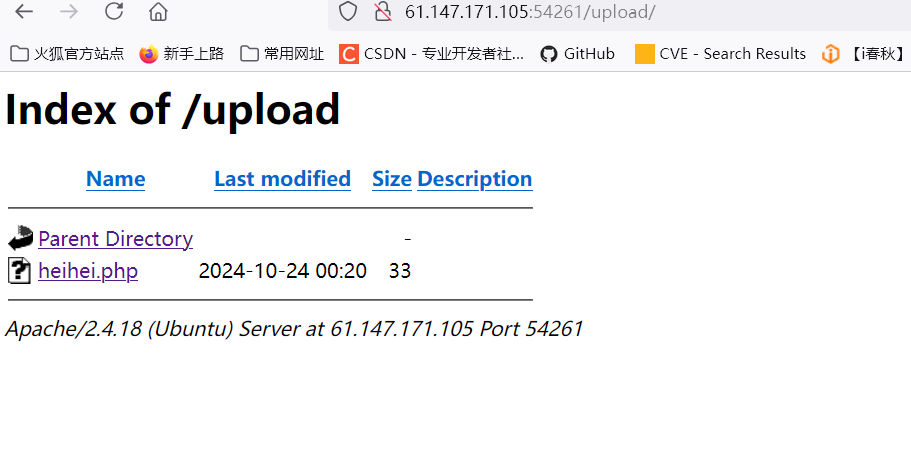 61.147.171.105:54261/upload/
火狐官方站点 新手上路 常用网址 CSDN - 专业开发者社... GitHub CVE - Search Results 【i春秋】
Index of /upload
Name Last modified Size Description
Parent Directory -
heihei.php 2024-10-24 00:20 33
Apache/2.4.18 (Ubuntu) Server at 61.147.171.105 Port 54261